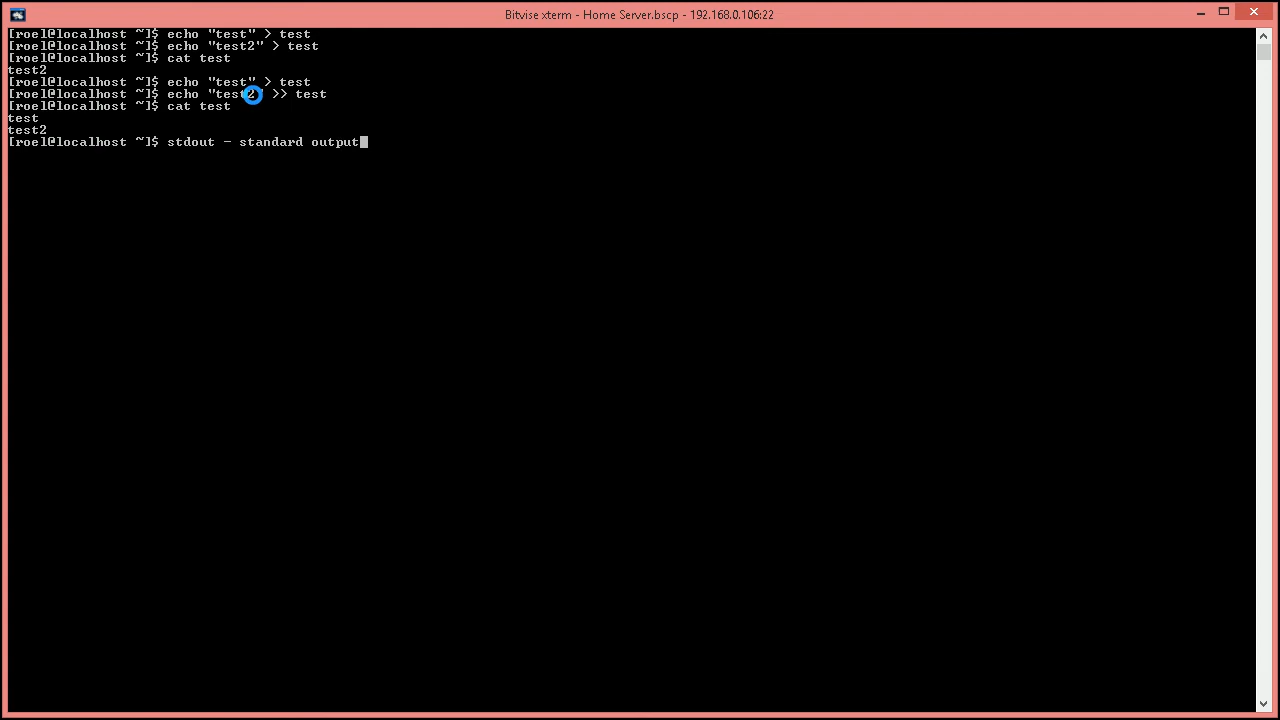 Bitvise xterm - Home Server.bscp - 192.168.0.106:22
[roel@localhost ~]$ echo "test" > test
[roel@localhost ~]$ echo "test2" > test
[roel@localhost ~]$ cat test
test2
[roel@localhost ~]$ echo "test" > test
[roel@localhost ~]$ echo "test2" >> test
[roel@localhost ~]$ cat test
test
test2
[roel@localhost ~]$ stdout - standard output